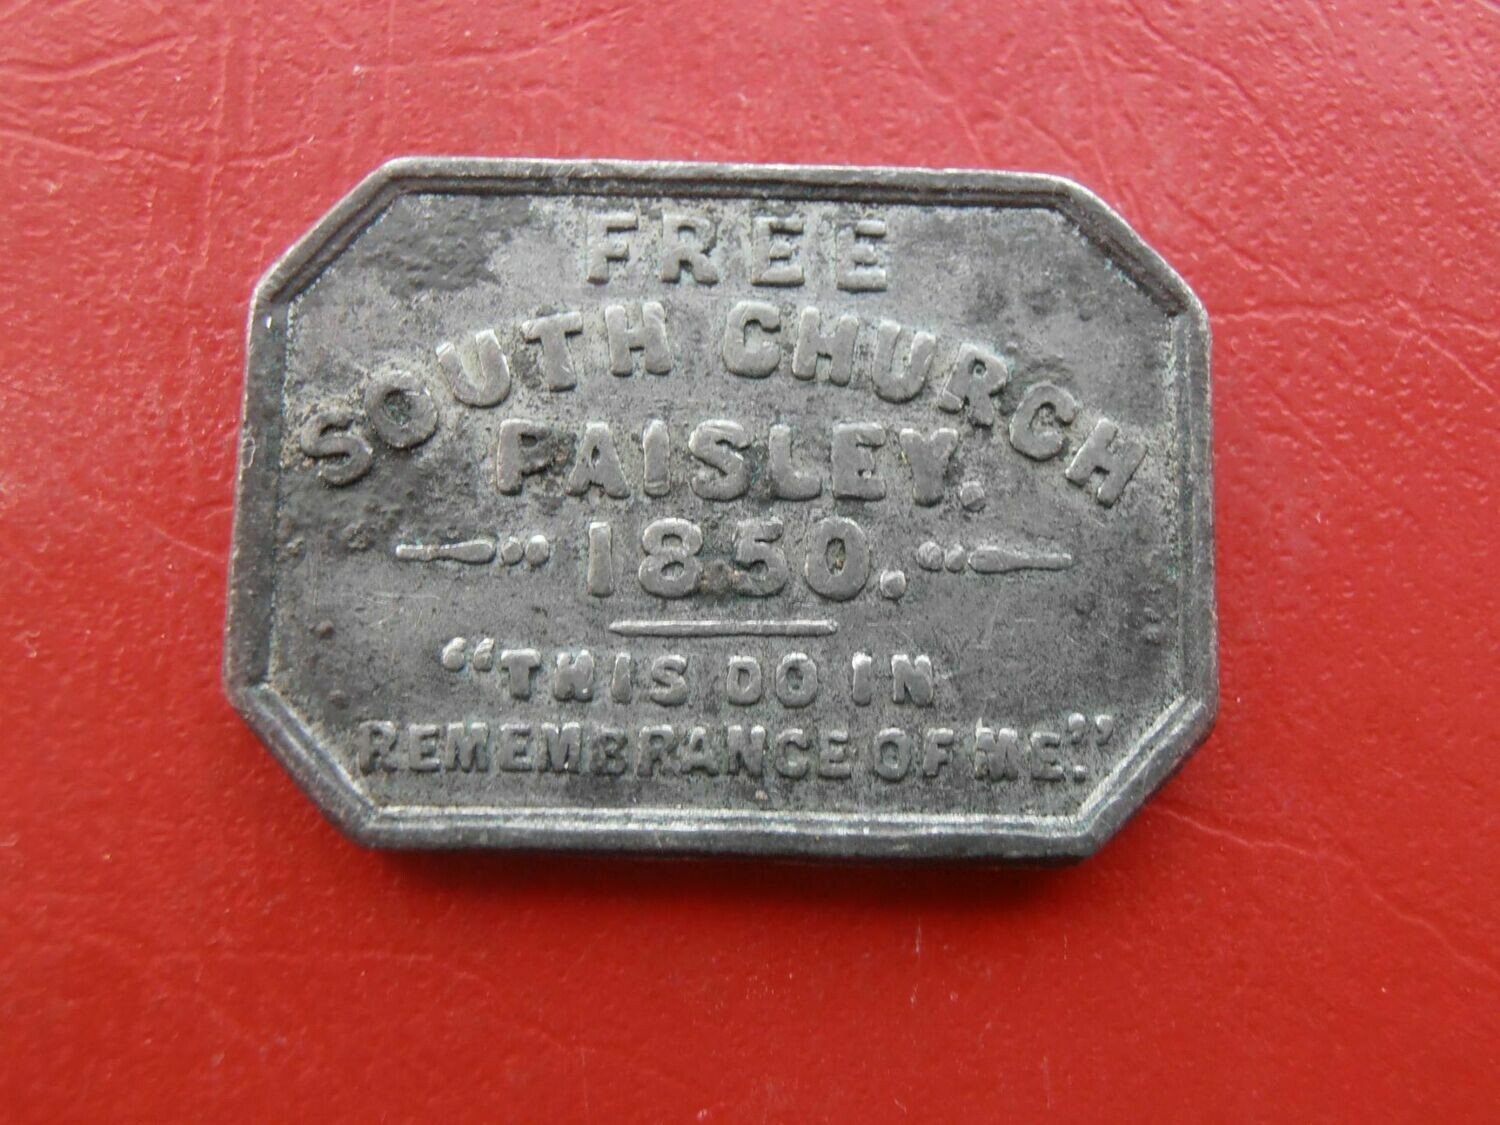 FREE
SOUTH CHURCH
PAISLEY.
1850.
“THIS DO IN
REMEMBRANCE OF ME.”